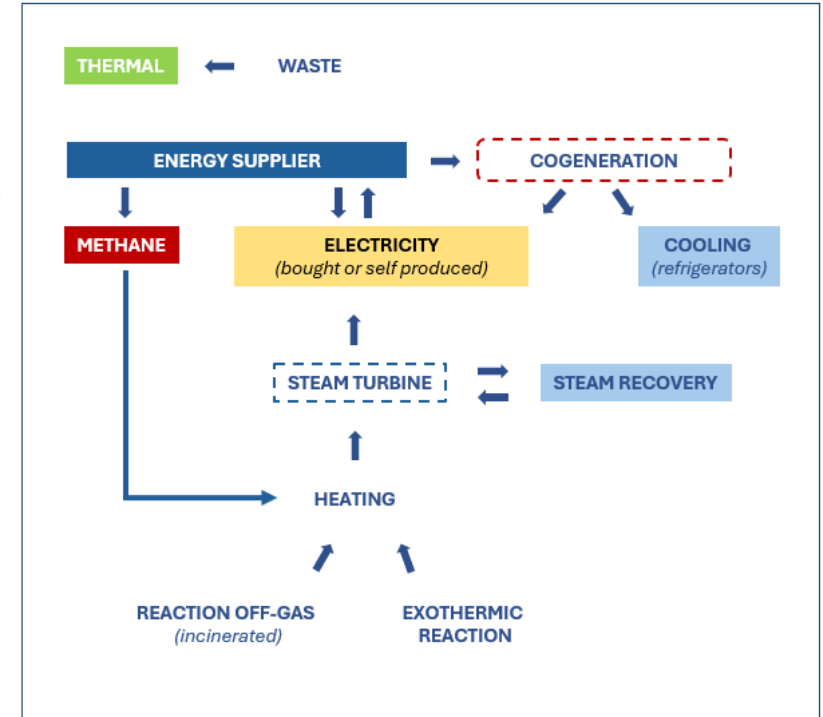 THERMAL
WASTE
ENERGY SUPPLIER
COGENERATION
METHANE
ELECTRICITY
(bought or self produced)
COOLING
(refrigerators)
STEAM TURBINE
STEAM RECOVERY
HEATING
REACTION OFF-GAS
(incinerated)
EXOTHERMIC
REACTION